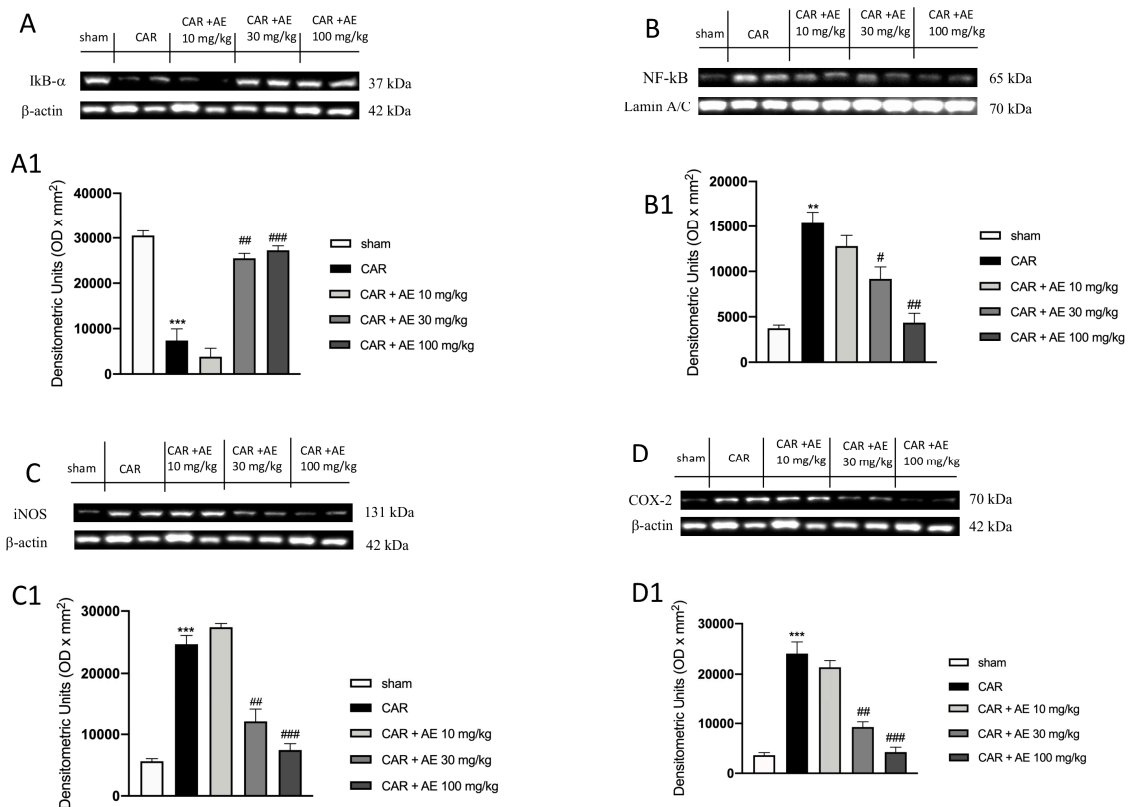 A
sham
CAR
CAR +AE
10 mg/kg
CAR +AE
30 mg/kg
CAR +AE
100 mg/kg
IkB-α
37 kDa
β-actin
42 kDa
B
sham
CAR
CAR +AE
10 mg/kg
CAR +AE
30 mg/kg
CAR +AE
100 mg/kg
NF-kB
65 kDa
Lamin A/C
70 kDa
A1
Densitometric Units (OD x mm²)
40000
30000
20000
10000
0
***
##
###
sham
CAR
CAR + AE 10 mg/kg
CAR + AE 30 mg/kg
CAR + AE 100 mg/kg
B1
Densitometric Units (OD x mm²)
20000
15000
10000
5000
0
**
#
##
sham
CAR
CAR + AE 10 mg/kg
CAR + AE 30 mg/kg
CAR + AE 100 mg/kg
C
sham
CAR
CAR +AE
10 mg/kg
CAR +AE
30 mg/kg
CAR +AE
100 mg/kg
iNOS
131 kDa
β-actin
42 kDa
D
sham
CAR
CAR +AE
10 mg/kg
CAR +AE
30 mg/kg
CAR +AE
100 mg/kg
COX-2
70 kDa
β-actin
42 kDa
C1
Densitometric Units (OD x mm²)
30000
20000
10000
0
***
##
###
sham
CAR
CAR + AE 10 mg/kg
CAR + AE 30 mg/kg
CAR + AE 100 mg/kg
D1
Densitometric Units (OD x mm²)
30000
20000
10000
0
***
##
###
sham
CAR
CAR + AE 10 mg/kg
CAR + AE 30 mg/kg
CAR + AE 100 mg/kg